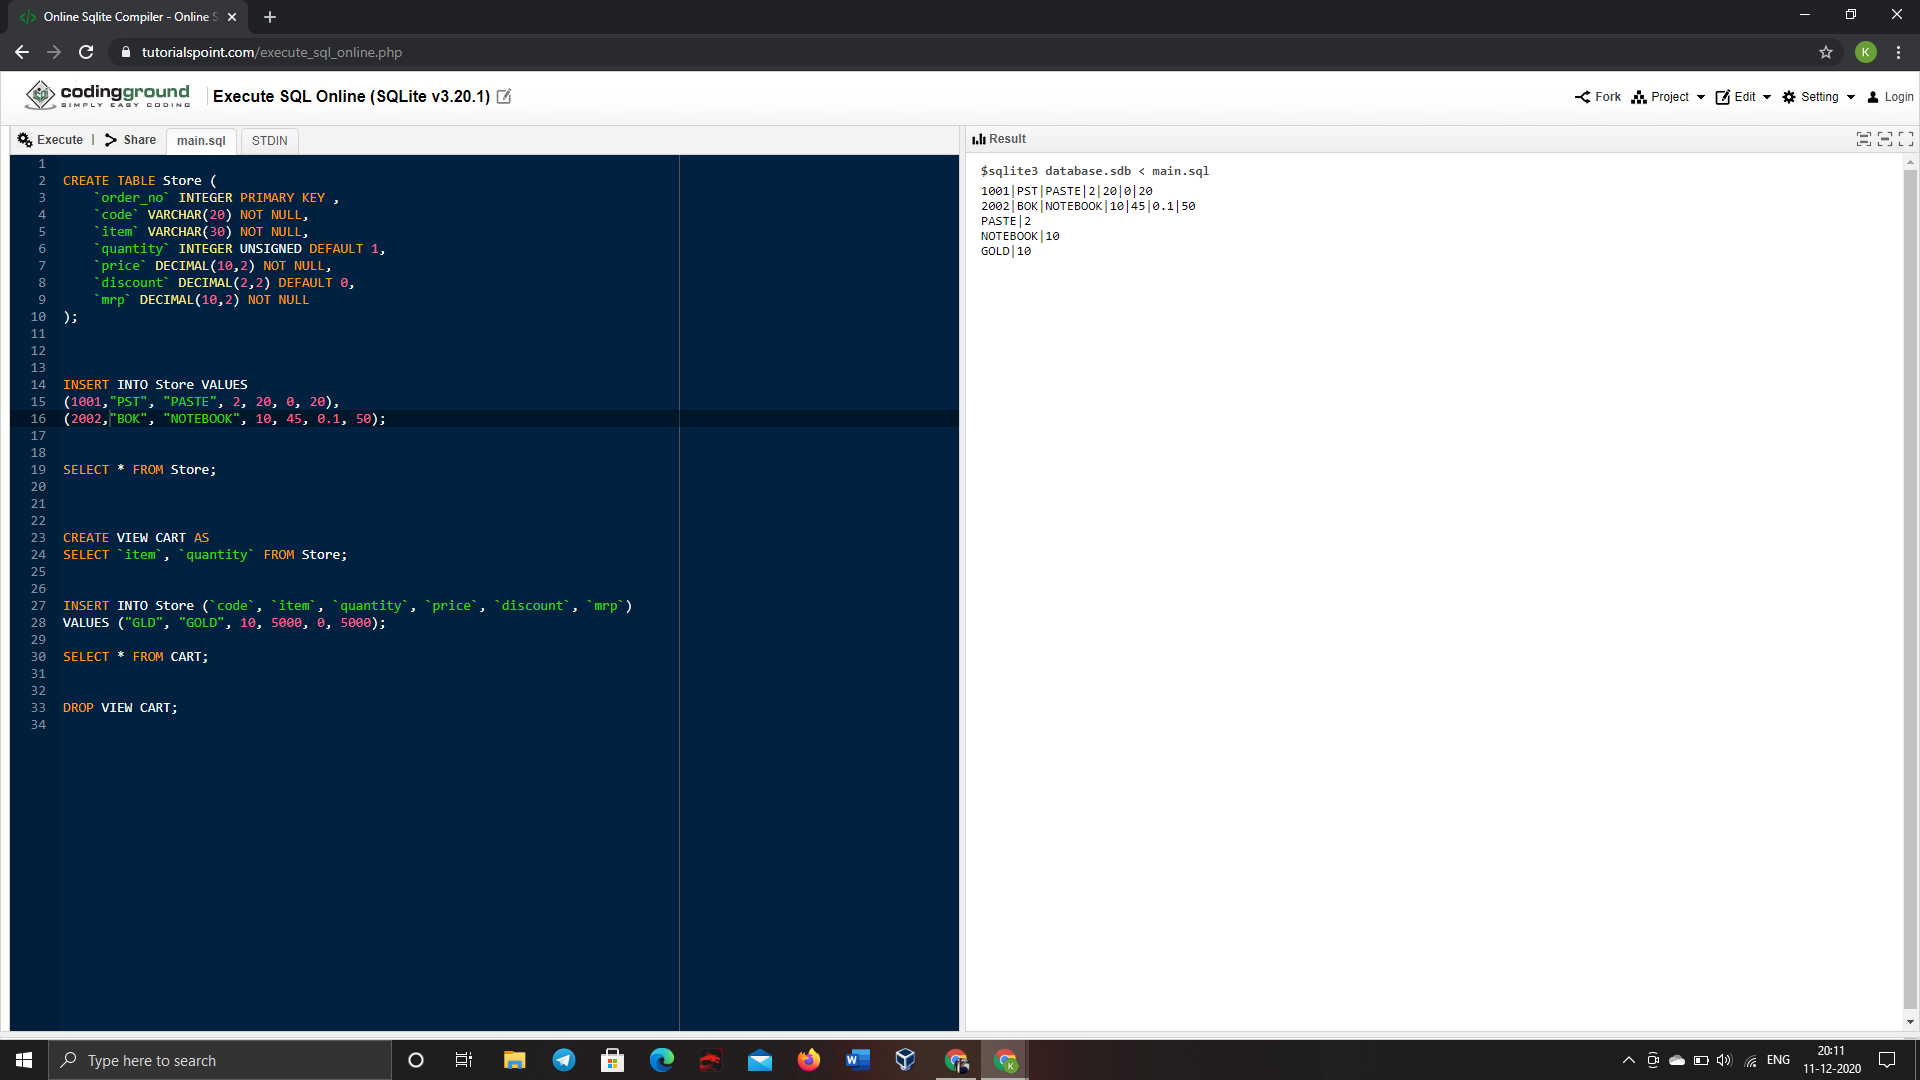 Online Sqlite Compiler - Online S
tutorialspoint.com/execute_sql_online.php
K
codingground
SIMPLY EASY CODING
Execute SQL Online (SQLite v3.20.1)
Fork Project Edit Setting Login
Execute | Share main.sql STDIN
Result
1
2 CREATE TABLE Store (
3 `order_no` INTEGER PRIMARY KEY ,
4 `code` VARCHAR(20) NOT NULL,
5 `item` VARCHAR(30) NOT NULL,
6 `quantity` INTEGER UNSIGNED DEFAULT 1,
7 `price` DECIMAL(10,2) NOT NULL,
8 `discount` DECIMAL(2,2) DEFAULT 0,
9 `mrp` DECIMAL(10,2) NOT NULL
10 );
11
12
13
14 INSERT INTO Store VALUES
15 (1001,"PST", "PASTE", 2, 20, 0, 20),
16 (2002,"BOK", "NOTEBOOK", 10, 45, 0.1, 50);
17
18
19 SELECT * FROM Store;
20
21
22
23 CREATE VIEW CART AS
24 SELECT `item`, `quantity` FROM Store;
25
26
27 INSERT INTO Store (`code`, `item`, `quantity`, `price`, `discount`, `mrp`)
28 VALUES ("GLD", "GOLD", 10, 5000, 0, 5000);
29
30 SELECT * FROM CART;
31
32
33 DROP VIEW CART;
34
$sqlite3 database.sdb < main.sql
1001|PST|PASTE|2|20|0|20
2002|BOK|NOTEBOOK|10|45|0.1|50
PASTE|2
NOTEBOOK|10
GOLD|10
Type here to search
W
K
ENG
20:11
11-12-2020